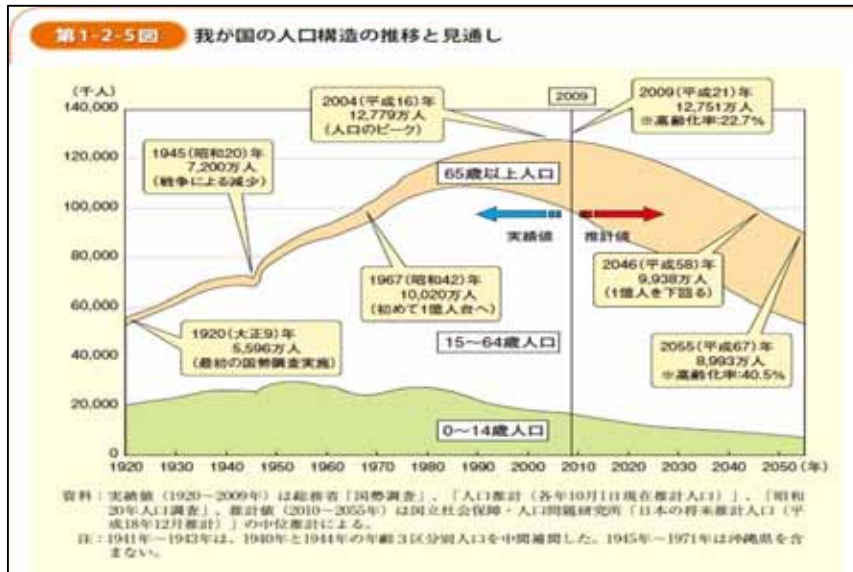 第1-2-5図 我が国の人口構造の推移と見通し
(千人)
140,000
120,000
100,000
80,000
60,000
40,000
20,000
0
2004(平成16)年
12,779万人
(人口のピーク)
2009
2009(平成21)年
12,751万人
※高齢化率:22.7%
1945(昭和20)年
7,200万人
(戦争による減少)
65歳以上人口
実績値 推計値
1967(昭和42)年
10,020万人
(初めて1億人台へ)
2046(平成58)年
9,938万人
(1億人を下回る)
1920(大正9)年
5,596万人
(最初の国勢調査実施)
15～64歳人口
2055(平成67)年
8,993万人
※高齢化率:40.5%
0～14歳人口
1920 1930 1940 1950 1960 1970 1980 1990 2000 2010 2020 2030 2040 2050(年)
資料：実績値（1920～2009年）は総務省「国勢調査」、「人口推計（各年10月1日現在推計人口）」、「昭和
20年人口調査」、推計値（2010～2055年）は国立社会保障・人口問題研究所「日本の将来推計人口（平
成18年12月推計）」の中位推計による。
注：1941年～1943年は、1940年と1944年の年齢3区分別人口を中間補間した。1945年～1971年は沖縄県を含
まない。